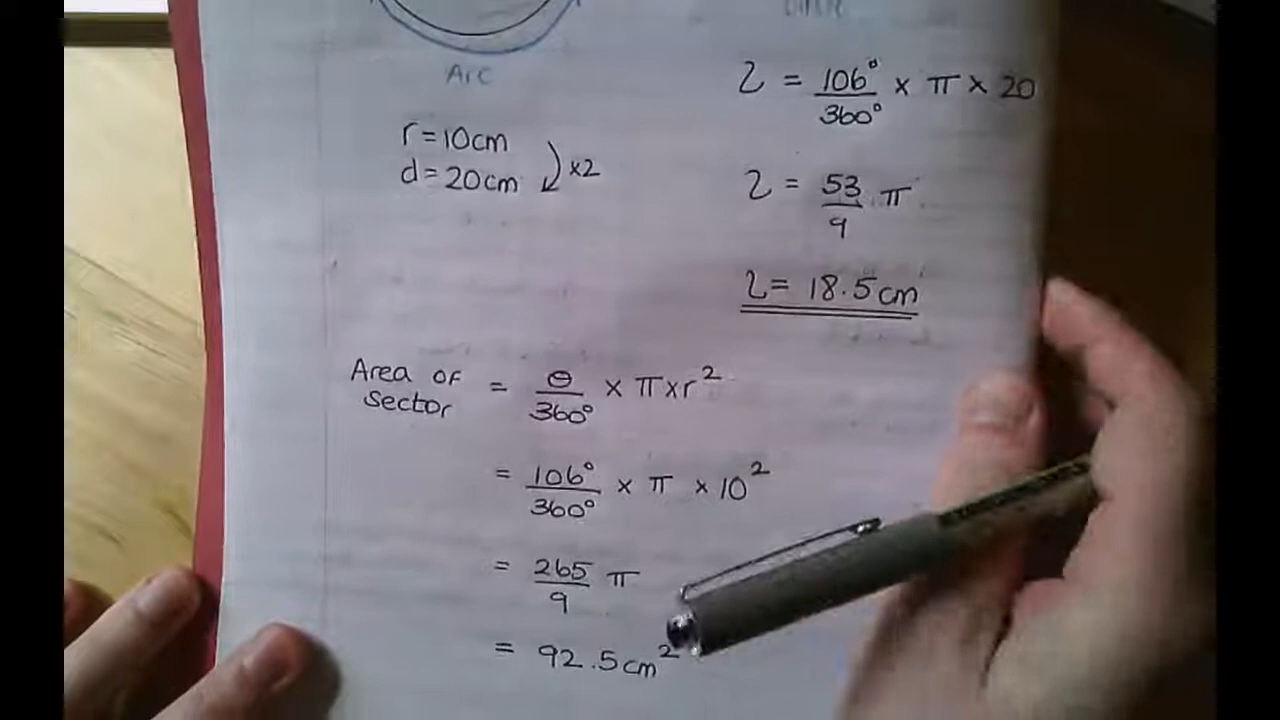 Arc
r = 10cm
d = 20cm
×2
l = 106°/360° × π × 20
l = 53/9 π
l = 18.5cm
Area of sector = θ/360° × π × r²
= 106°/360° × π × 10²
= 265/9 π
= 92.5cm²